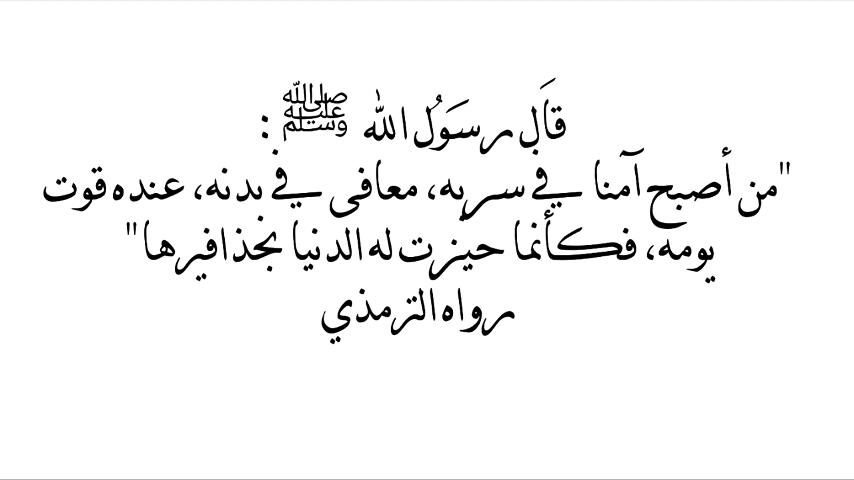 قَالَ رسَوُل الله ﷺ :
"من أصبح آمنا في سربه، معافى في بدنه، عنده قوت
يومه، فكأنما حيزت له الدنيا بحذافيرها"
رواه الترمذي